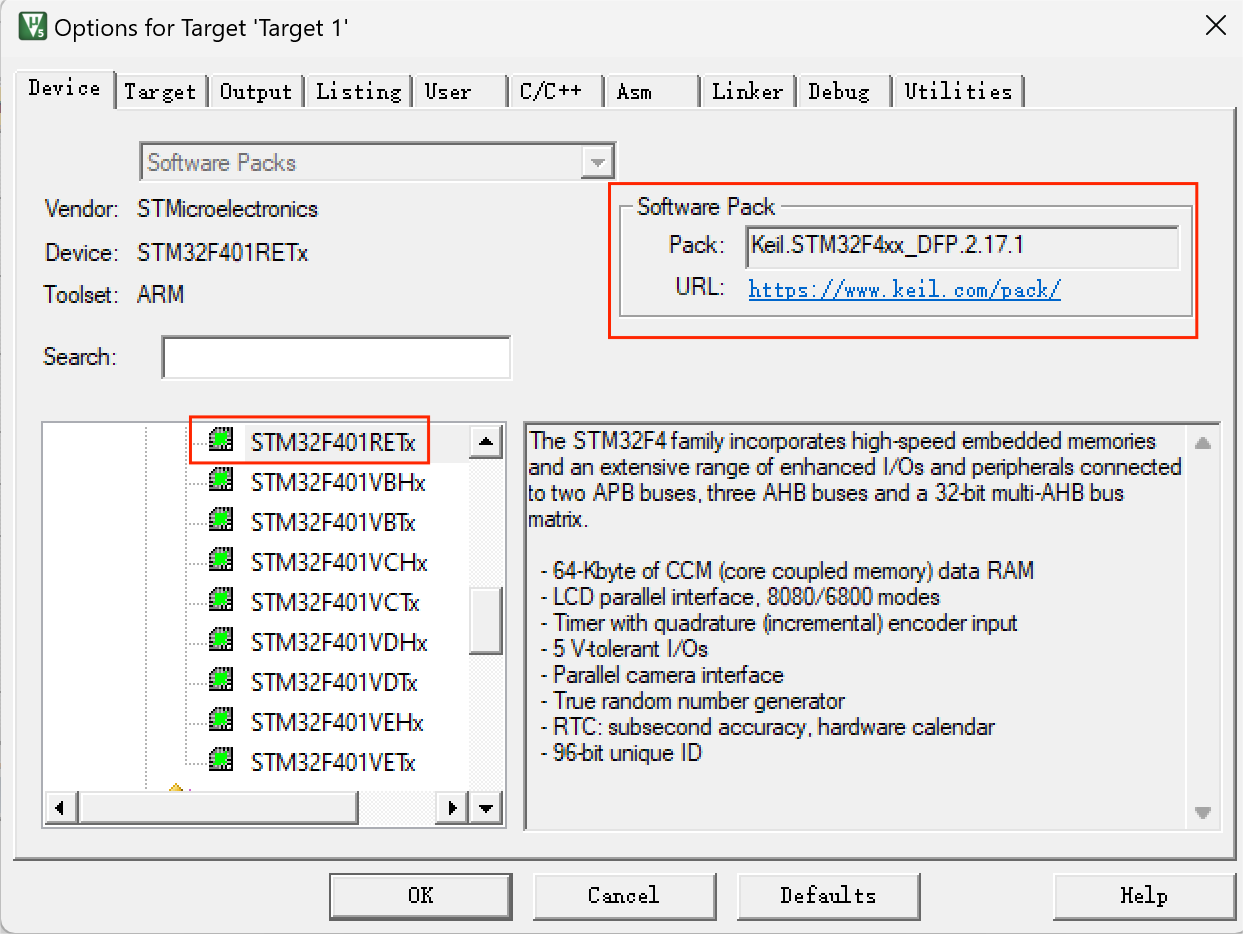 Options for Target 'Target 1'
Device Target Output Listing User C/C++ Asm Linker Debug Utilities
Software Packs
Vendor: STMicroelectronics
Device: STM32F401RETx
Toolset: ARM
Software Pack
Pack: Keil.STM32F4xx_DFP.2.17.1
URL: https://www.keil.com/pack/
Search:
STM32F401RETx
STM32F401VBHx
STM32F401VBTx
STM32F401VCHx
STM32F401VCTx
STM32F401VDHx
STM32F401VDTx
STM32F401VEHx
STM32F401VETx
The STM32F4 family incorporates high-speed embedded memories
and an extensive range of enhanced I/Os and peripherals connected
to two APB buses, three AHB buses and a 32-bit multi-AHB bus
matrix.
- 64-Kbyte of CCM (core coupled memory) data RAM
- LCD parallel interface, 8080/6800 modes
- Timer with quadrature (incremental) encoder input
- 5 V-tolerant I/Os
- Parallel camera interface
- True random number generator
- RTC: subsecond accuracy, hardware calendar
- 96-bit unique ID
OK Cancel Defaults Help